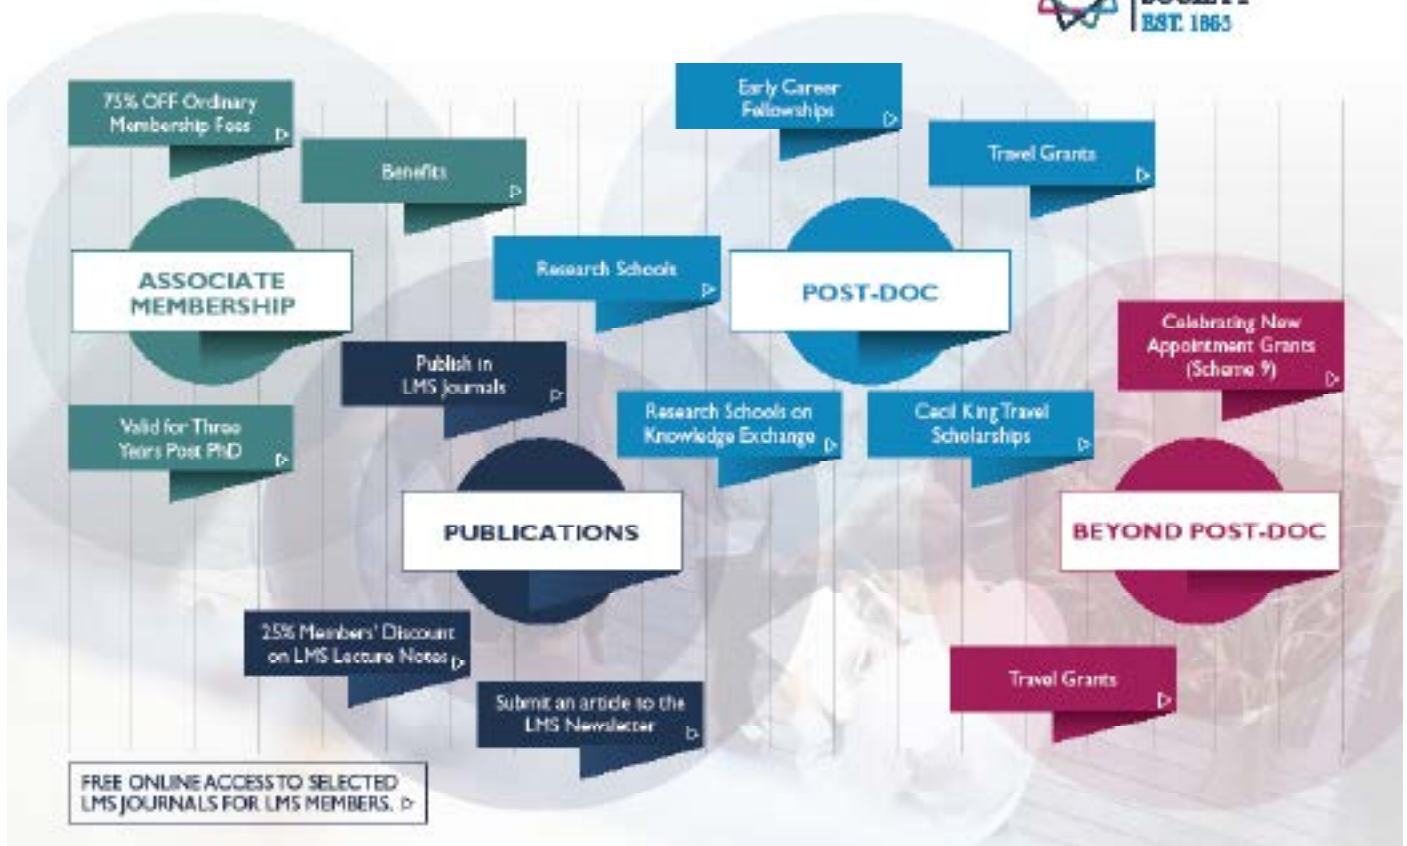 SOCIETY
EST. 1865
75% OFF Ordinary
Membership Fees
Benefits
ASSOCIATE
MEMBERSHIP
Valid for Three
Years Post PhD
Early Career
Fellowships
Travel Grants
Research Schools
POST-DOC
Research Schools on
Knowledge Exchange
Cecil King Travel
Scholarships
Publish in
LMS Journals
PUBLICATIONS
25% Members' Discount
on LMS Lecture Notes
Submit an article to the
LMS Newsletter
Celebrating New
Appointment Grants
(Scheme 9)
BEYOND POST-DOC
Travel Grants
FREE ONLINE ACCESS TO SELECTED
LMS JOURNALS FOR LMS MEMBERS.